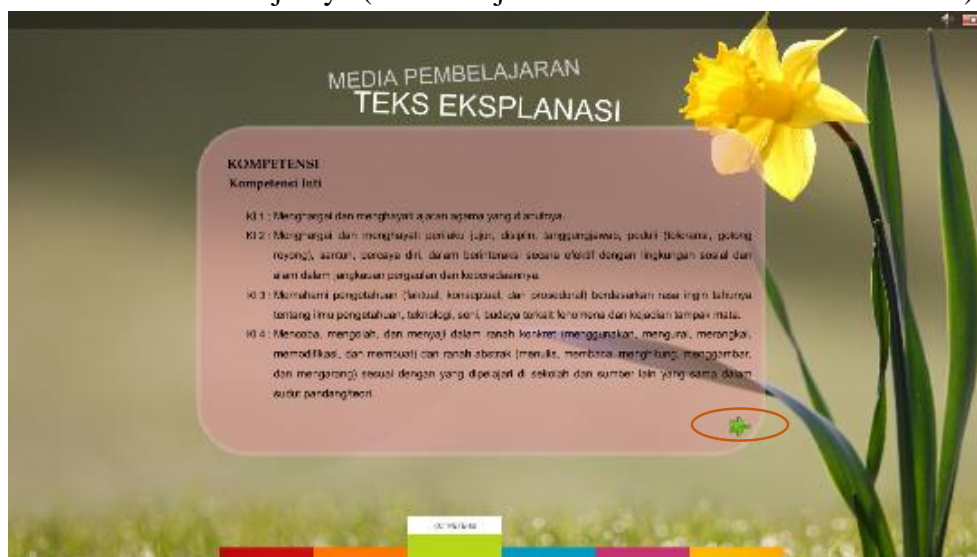 MEDIA PEMBELAJARAN
TEKS EKSPLANASI
KOMPETENSI
Kompetensi Inti
KI 1 : Menghargai dan menghayati ajaran agama yang dianutnya.
KI 2 : Menghargai dan menghayati perilaku jujur, disiplin, tanggungjawab, peduli (toleransi, gotong
royong), santun, percaya diri, dalam berinteraksi secara efektif dengan lingkungan sosial dan
alam dalam jangkauan pergaulan dan keberadaannya.
KI 3 : Memahami pengetahuan (faktual, konseptual, dan prosedural) berdasarkan rasa ingin tahunya
tentang ilmu pengetahuan, teknologi, seni, budaya terkait fenomena dan kejadian tampak mata.
KI 4 : Mencoba, mengolah, dan menyaji dalam ranah konkret (menggunakan, mengurai, merangkai,
memodifikasi, dan membuat) dan ranah abstrak (menulis, membaca, menghitung, menggambar,
dan mengarang) sesuai dengan yang dipelajari di sekolah dan sumber lain yang sama dalam
sudut pandang/teori.